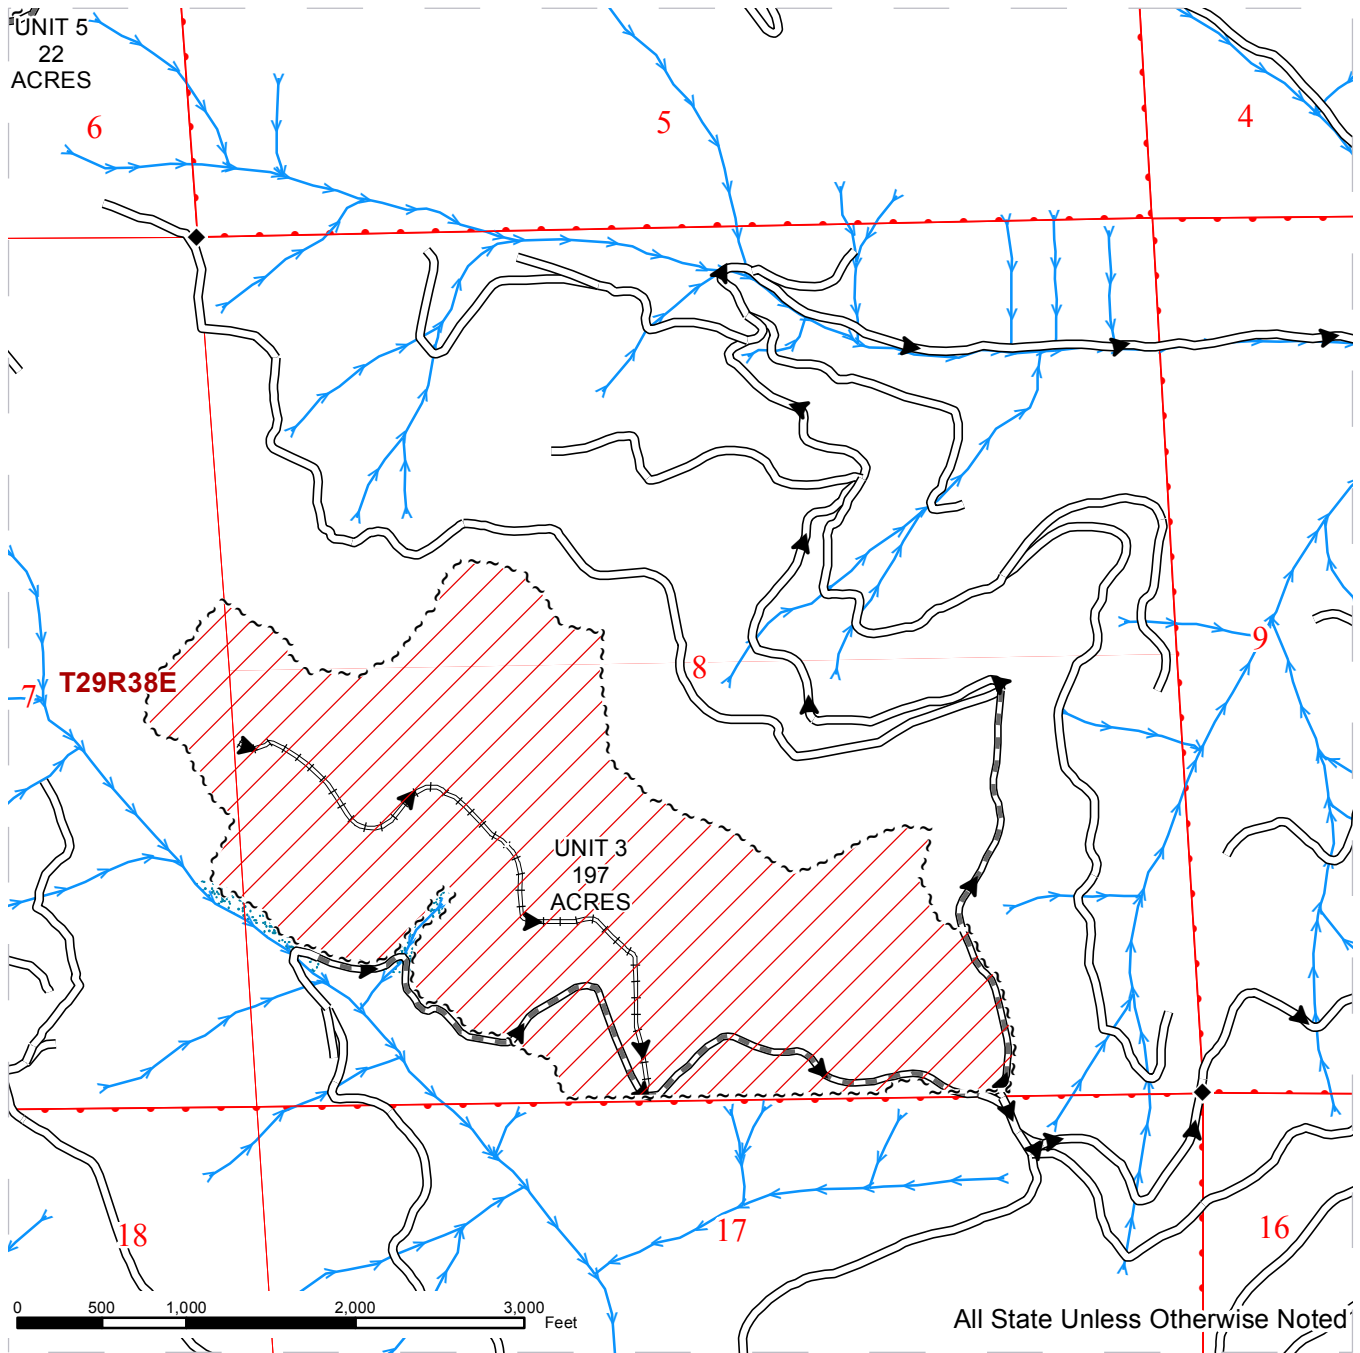 UNIT 5
22
ACRES
6
5
4
T29R38E
7
8
9
UNIT 3
197
ACRES
18
17
16
0 500 1,000 2,000 3,000
Feet
All State Unless Otherwise Noted